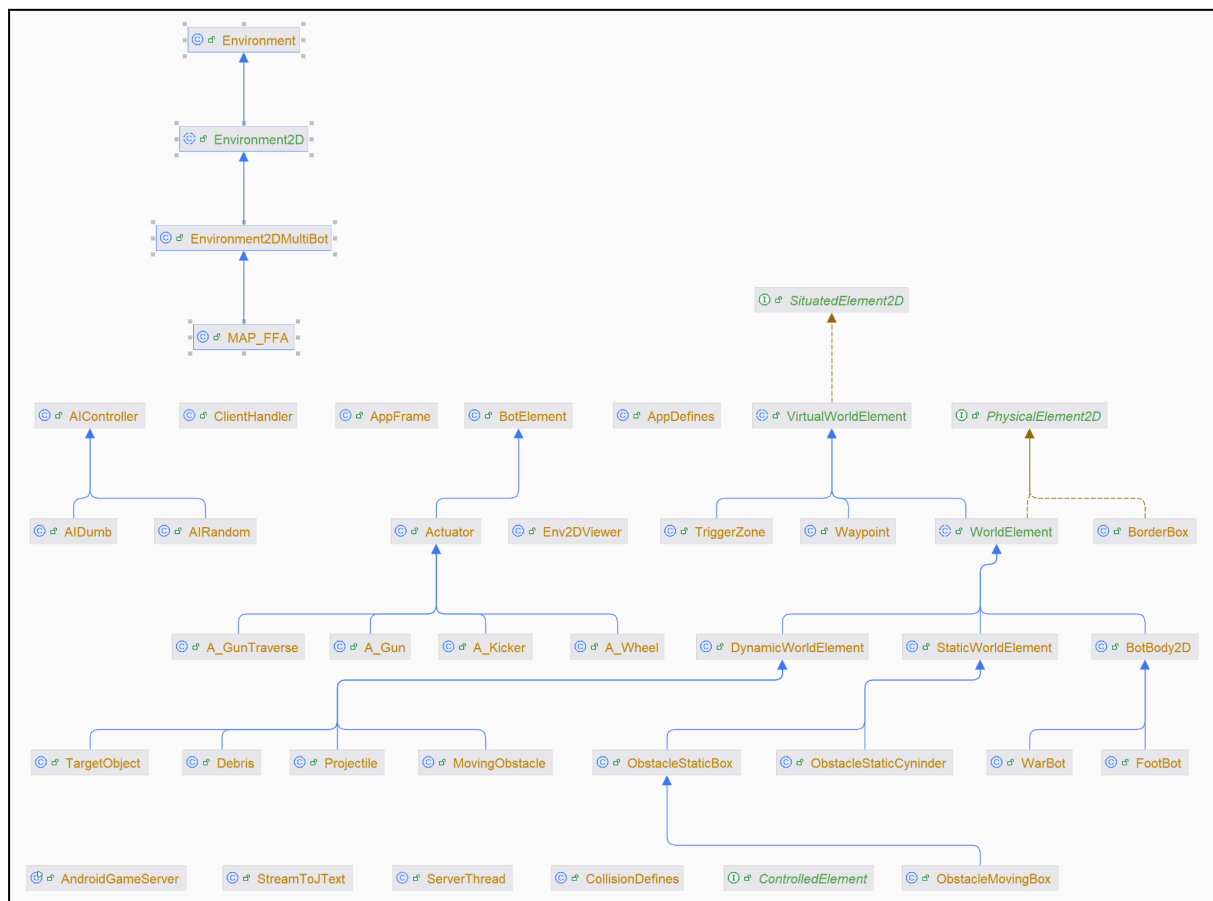 Environment
Environment2D
Environment2DMultiBot
SituatedElement2D
MAP_FFA
AIController
ClientHandler
AppFrame
BotElement
AppDefines
VirtualWorldElement
PhysicalElement2D
AIDumb
AIRandom
Actuator
Env2DViewer
TriggerZone
Waypoint
WorldElement
BorderBox
A_GunTraverse
A_Gun
A_Kicker
A_Wheel
DynamicWorldElement
StaticWorldElement
BotBody2D
TargetObject
Debris
Projectile
MovingObstacle
ObstacleStaticBox
ObstacleStaticCyninder
WarBot
FootBot
AndroidGameServer
StreamToJText
ServerThread
CollisionDefines
ControlledElement
ObstacleMovingBox